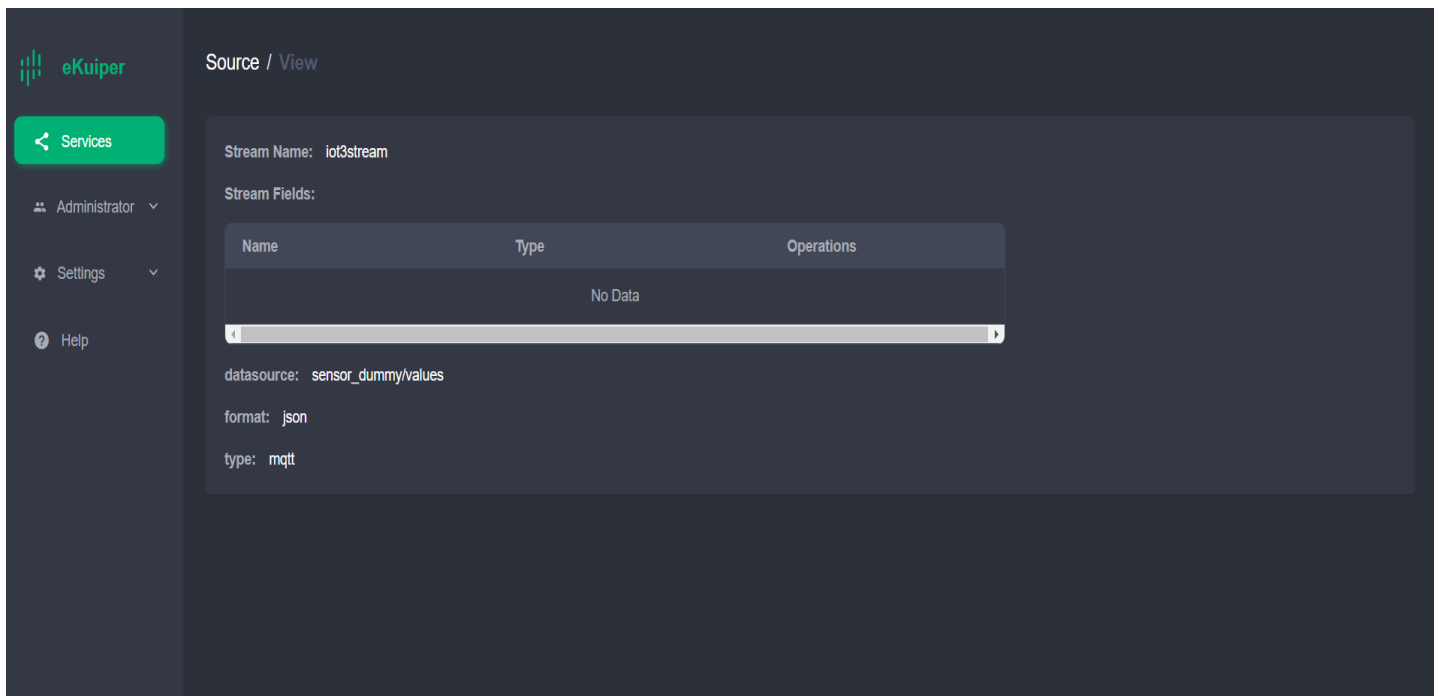 eKuiper
Services
Administrator
Settings
Help
Source / View
Stream Name: iot3stream
Stream Fields:
Name Type Operations
No Data
datasource: sensor_dummy/values
format: json
type: mqtt